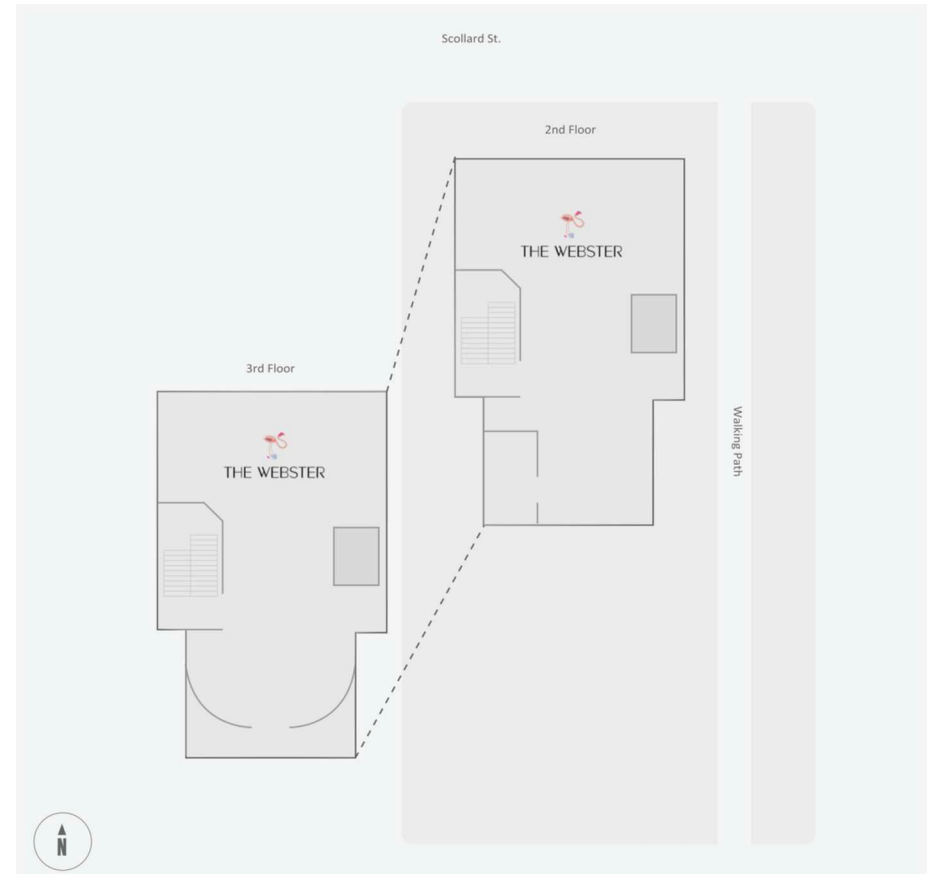 Scollard St.
2nd Floor
THE WEBSTER
3rd Floor
THE WEBSTER
Walking Path
N